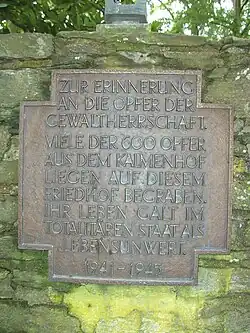 ZUR ERINNERUNG
AN DIE OPFER DER
GEWALTHERRSCHAFT.
VIELE DER 600 OPFER
AUS DEM KALMENHOF
LIEGEN AUF DIESEM
FRIEDHOF BEGRABEN.
IHR LEBEN GALT IM
TOTALITÄREN STAAT ALS
LEBENSUNWERT.
1941-1945